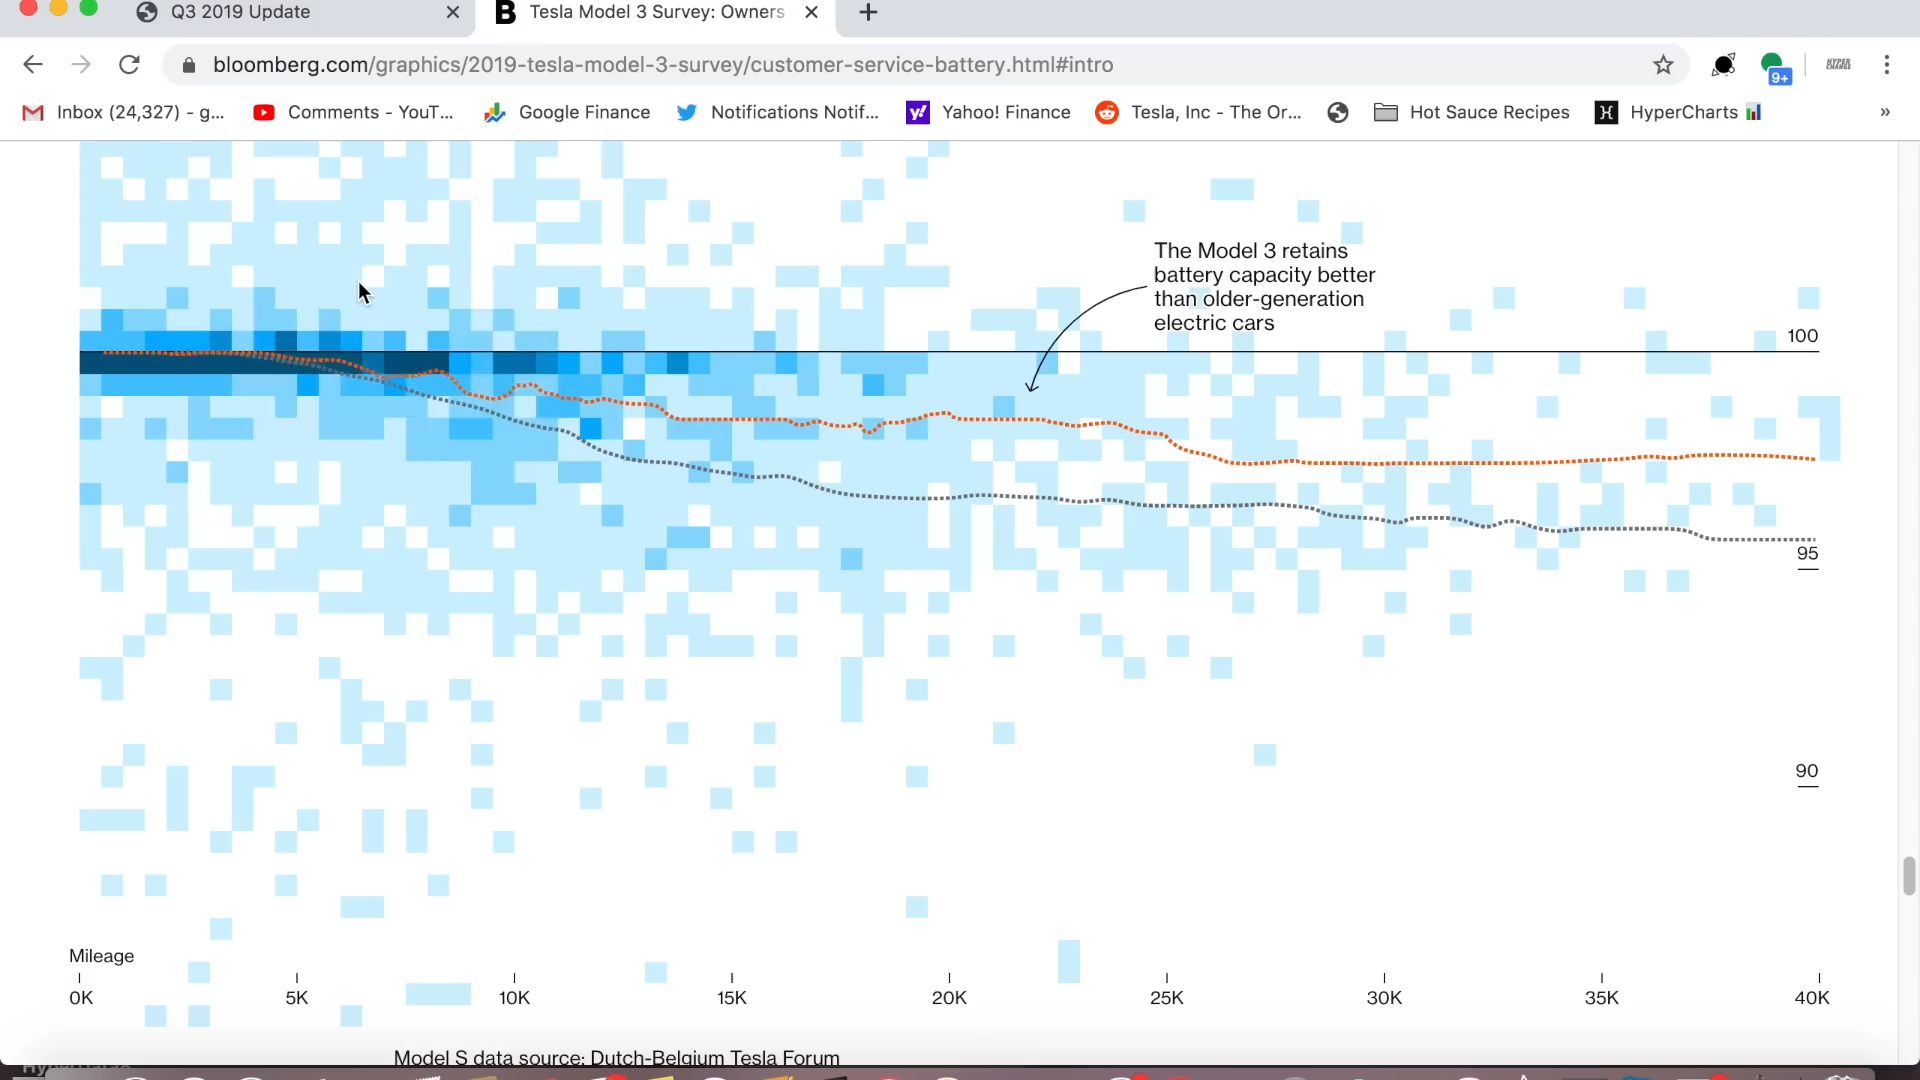 Q3 2019 Update
B Tesla Model 3 Survey: Owners
bloomberg.com/graphics/2019-tesla-model-3-survey/customer-service-battery.html#intro
9+
HYPER CHANGE
Inbox (24,327) - g...
Comments - YouT...
Google Finance
Notifications Notif...
y! Yahoo! Finance
Tesla, Inc - The Or...
Hot Sauce Recipes
H HyperCharts
»
The Model 3 retains
battery capacity better
than older-generation
electric cars
100
95
90
Mileage
0K 5K 10K 15K 20K 25K 30K 35K 40K
Model S data source: Dutch-Belgium Tesla Forum